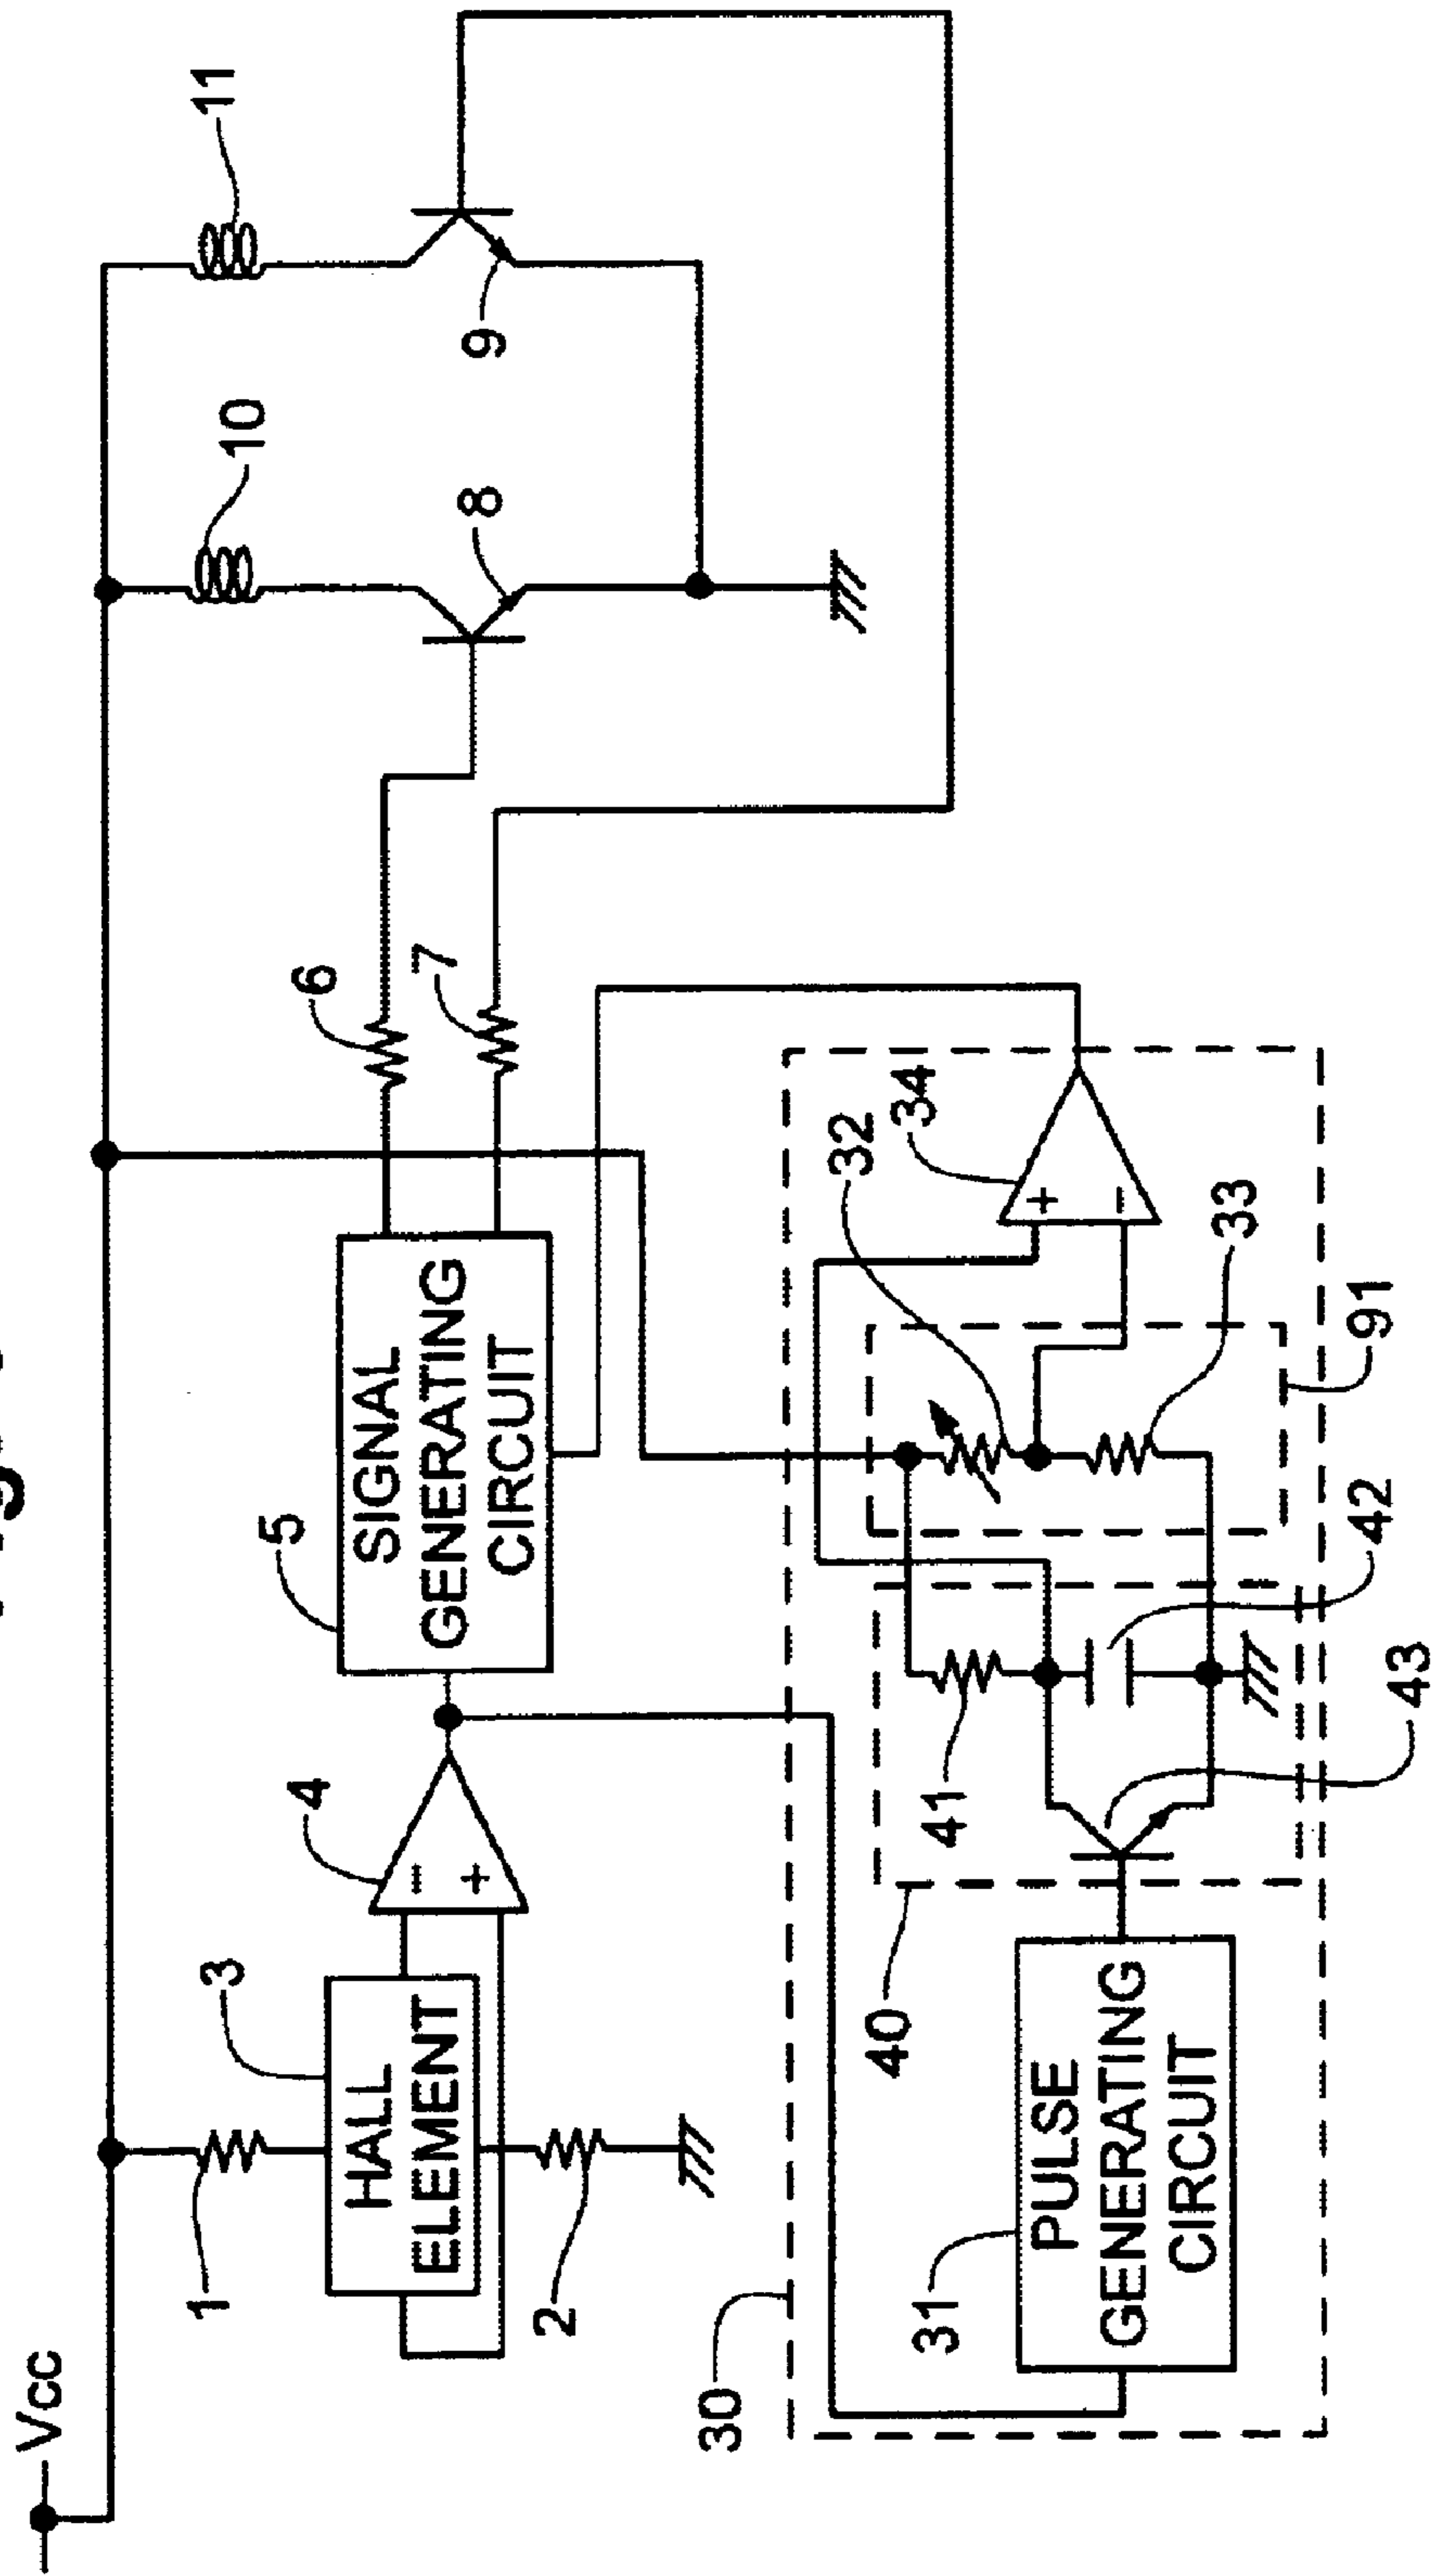 Vcc
1
2
3
HALL
ELEMENT
4
−
+
5
SIGNAL
GENERATING
CIRCUIT
6
7
8
9
10
11
30
31
PULSE
GENERATING
CIRCUIT
40
41
42
43
32
33
34
+
−
91